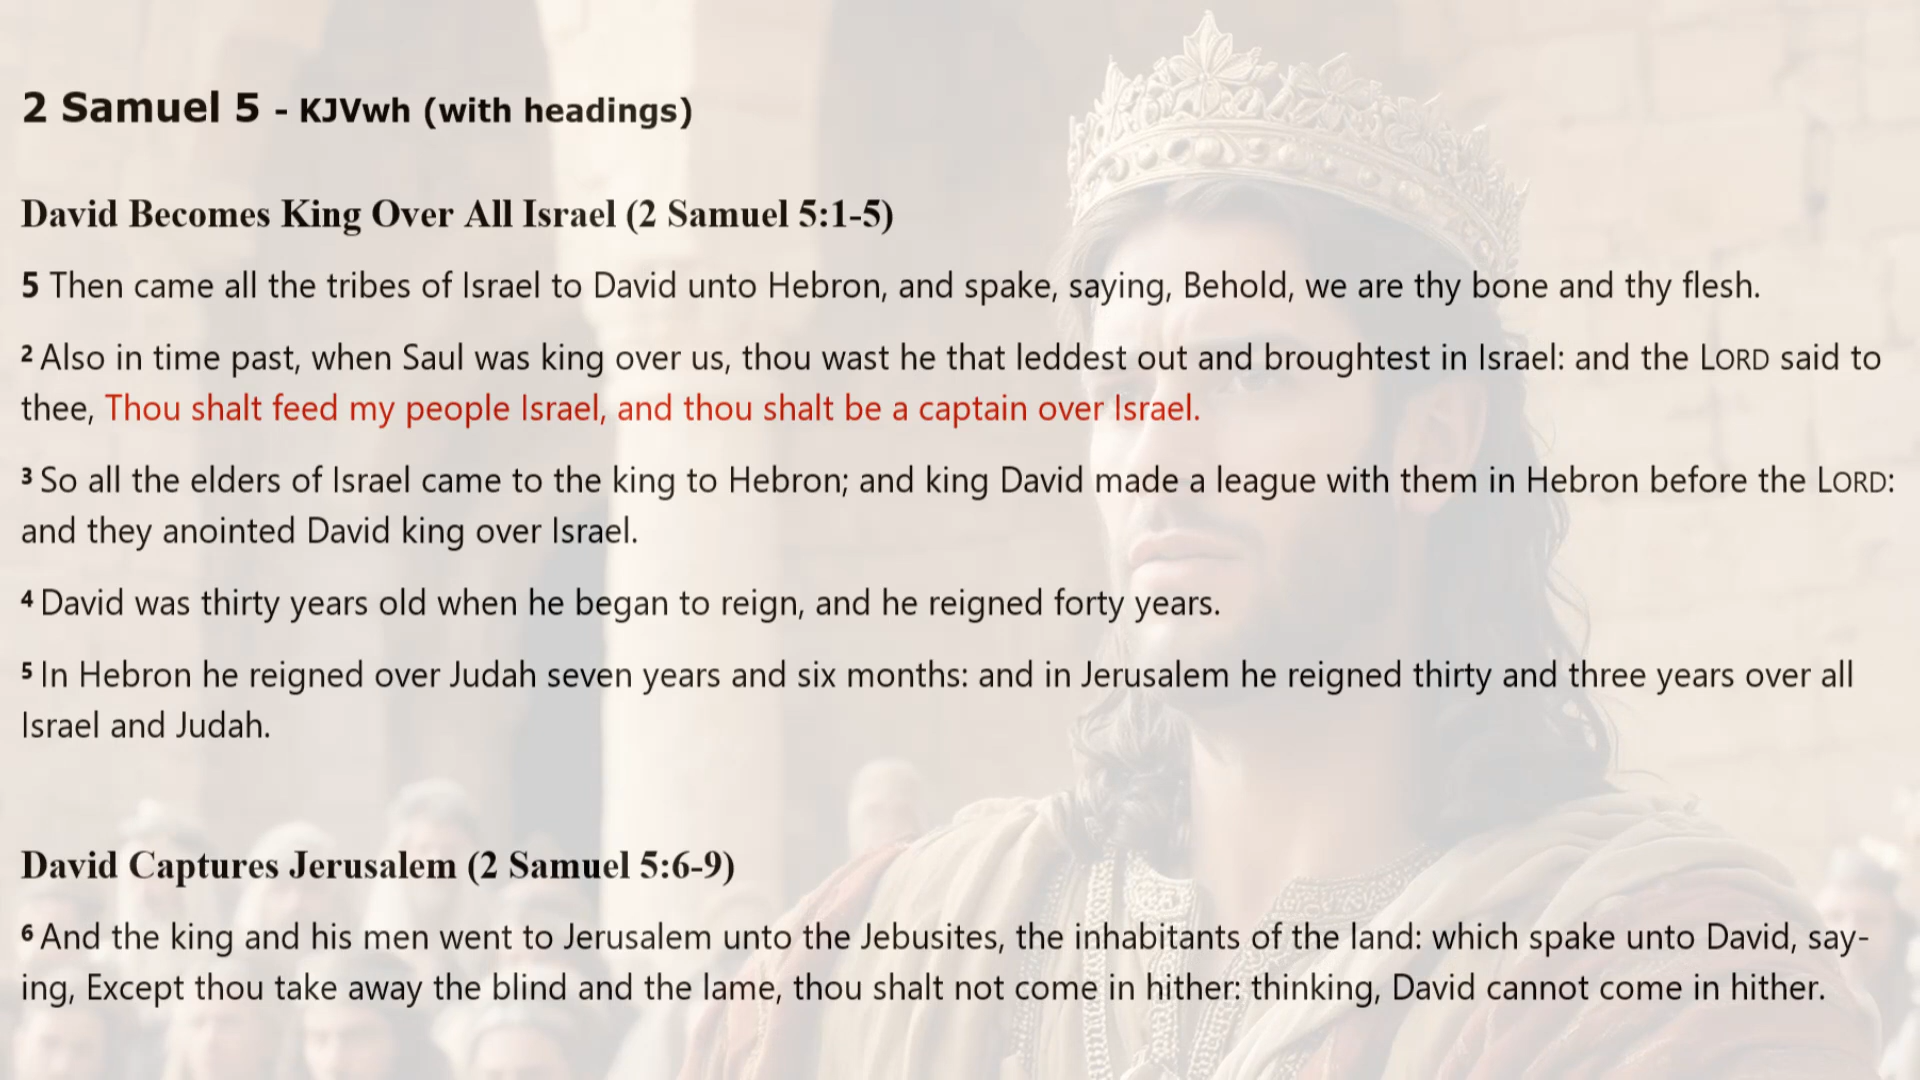 2 Samuel 5 - KJVwh (with headings)
David Becomes King Over All Israel (2 Samuel 5:1-5)
5 Then came all the tribes of Israel to David unto Hebron, and spake, saying, Behold, we are thy bone and thy flesh.
2 Also in time past, when Saul was king over us, thou wast he that leddest out and broughtest in Israel: and the LORD said to
thee, Thou shalt feed my people Israel, and thou shalt be a captain over Israel.
3 So all the elders of Israel came to the king to Hebron; and king David made a league with them in Hebron before the LORD:
and they anointed David king over Israel.
4 David was thirty years old when he began to reign, and he reigned forty years.
5 In Hebron he reigned over Judah seven years and six months: and in Jerusalem he reigned thirty and three years over all
Israel and Judah.
David Captures Jerusalem (2 Samuel 5:6-9)
6 And the king and his men went to Jerusalem unto the Jebusites, the inhabitants of the land: which spake unto David, say-
ing, Except thou take away the blind and the lame, thou shalt not come in hither: thinking, David cannot come in hither.